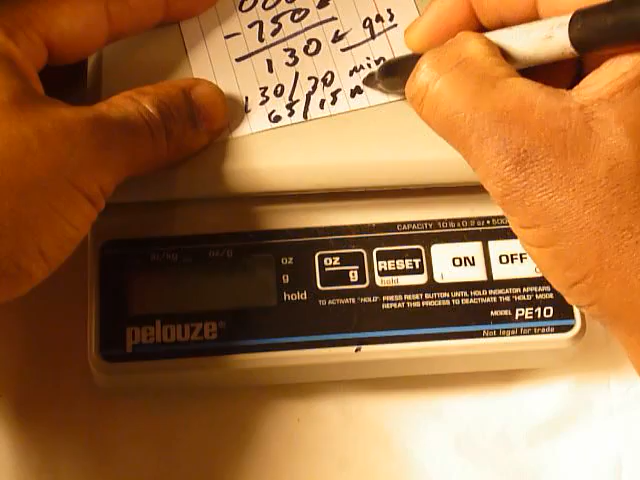 -750
130 gas
130/30 min
65/15 m
CAPACITY: 10 lb x 0.2 oz • 500
oz
g
hold
oz
g
RESET
hold
ON
OFF
TO ACTIVATE "HOLD": PRESS RESET BUTTON UNTIL HOLD INDICATOR APPEARS
REPEAT THIS PROCESS TO DEACTIVATE THE "HOLD" MODE
MODEL PE10
pelouze®
Not legal for trade